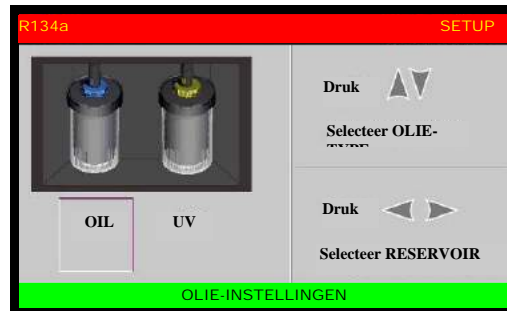 R134a SETUP
Druk
Selecteer OLIE-
OIL UV
Druk
Selecteer RESERVOIR
OLIE-INSTELLINGEN